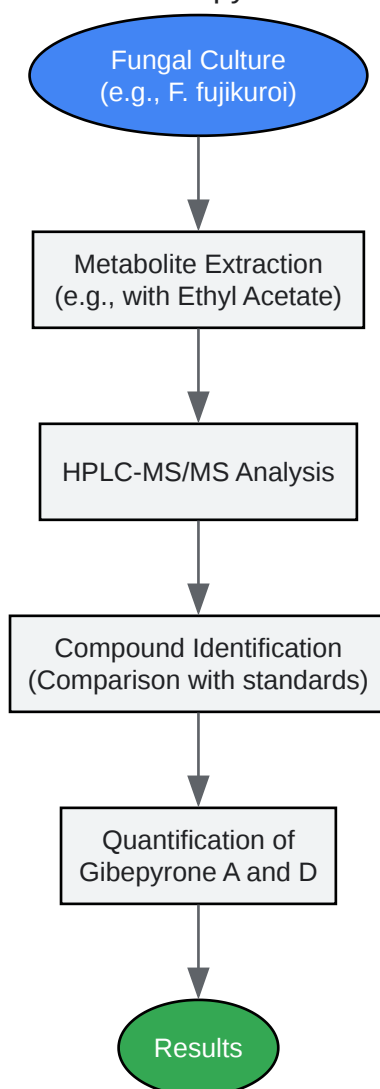 Fungal Culture
(e.g., F. fujikuroi)
Metabolite Extraction
(e.g., with Ethyl Acetate)
HPLC-MS/MS Analysis
Compound Identification
(Comparison with standards)
Quantification of
Gibepyrone A and D
Results